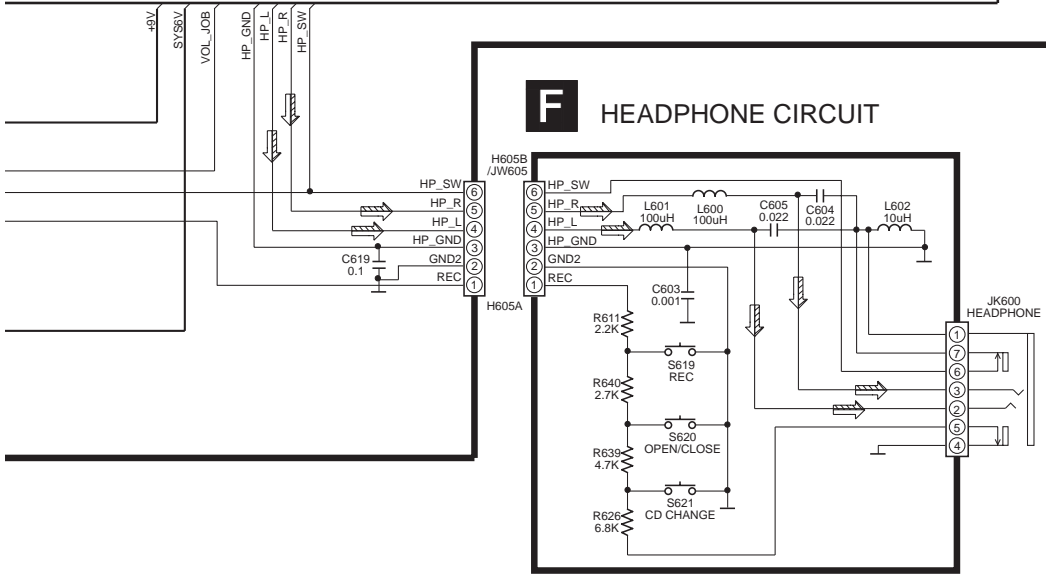 +9V
SYS6V
VOL_JOB
HP_GND
HP_L
HP_R
HP_SW
F HEADPHONE CIRCUIT
H605B
/JW605
HP_SW 6
HP_R 5
HP_L 4
HP_GND 3
GND2 2
REC 1
H605A
C619
0.1
6 HP_SW
5 HP_R
4 HP_L
3 HP_GND
2 GND2
1 REC
L601
100uH
L600
100uH
C605
0.022
C604
0.022
L602
10uH
C603
0.001
R611
2.2K
S619
REC
R640
2.7K
S620
OPEN/CLOSE
R639
4.7K
S621
CD CHANGE
R626
6.8K
JK600
HEADPHONE
1
7
6
3
2
5
4